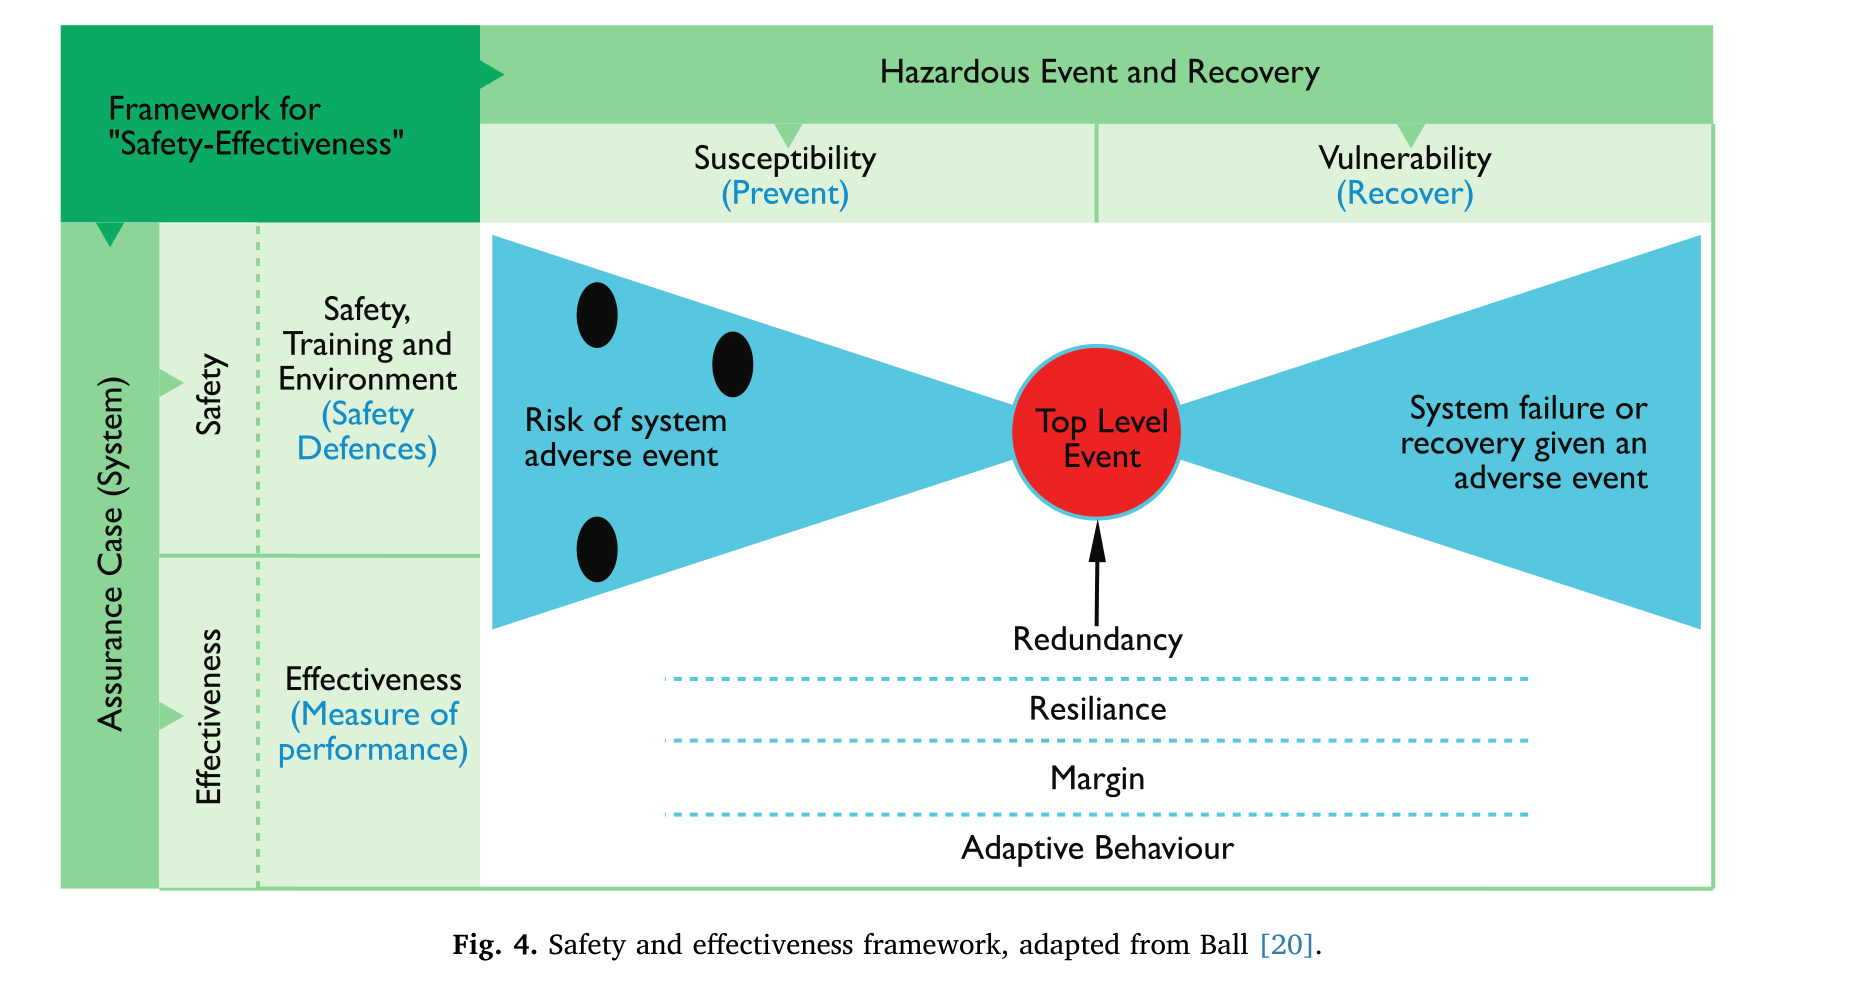 Framework for
"Safety-Effectiveness"
Hazardous Event and Recovery
Susceptibility
(Prevent)
Vulnerability
(Recover)
Assurance Case (System)
Safety
Safety,
Training and
Environment
(Safety
Defences)
Risk of system
adverse event
Top Level
Event
System failure or
recovery given an
adverse event
Effectiveness
Effectiveness
(Measure of
performance)
Redundancy
Resiliance
Margin
Adaptive Behaviour
Fig. 4. Safety and effectiveness framework, adapted from Ball [20].